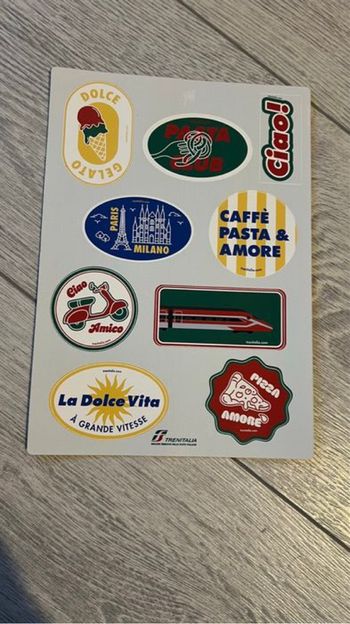 DOLCE
GELATO
PASTA
CLUB
Ciao!
PARIS
MILANO
CAFFÈ
PASTA &
AMORE
Ciao
Amico
La Dolce Vita
À GRANDE VITESSE
PIZZA
AMORE
TRENITALIA